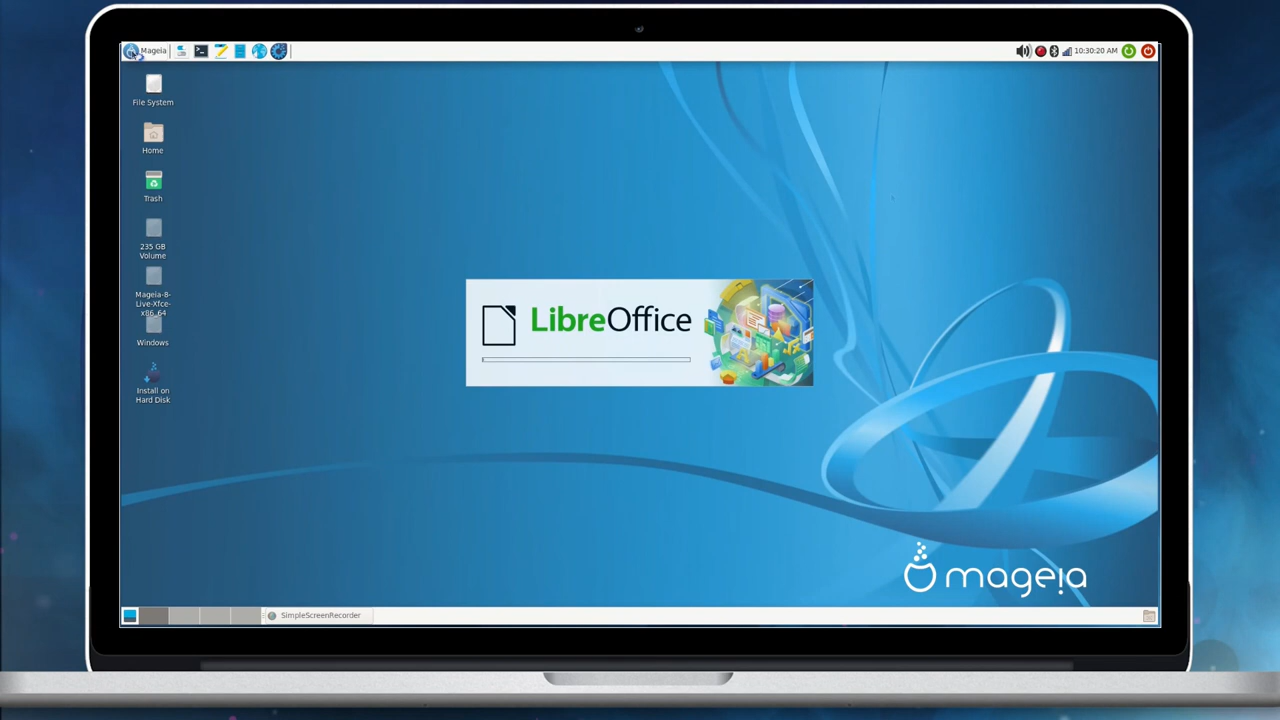 Mageia
10:30:20 AM
File System
Home
Trash
235 GB
Volume
Mageia-8-
Live-Xfce-
x86_64
Windows
Install on
Hard Disk
LibreOffice
mageia
SimpleScreenRecorder